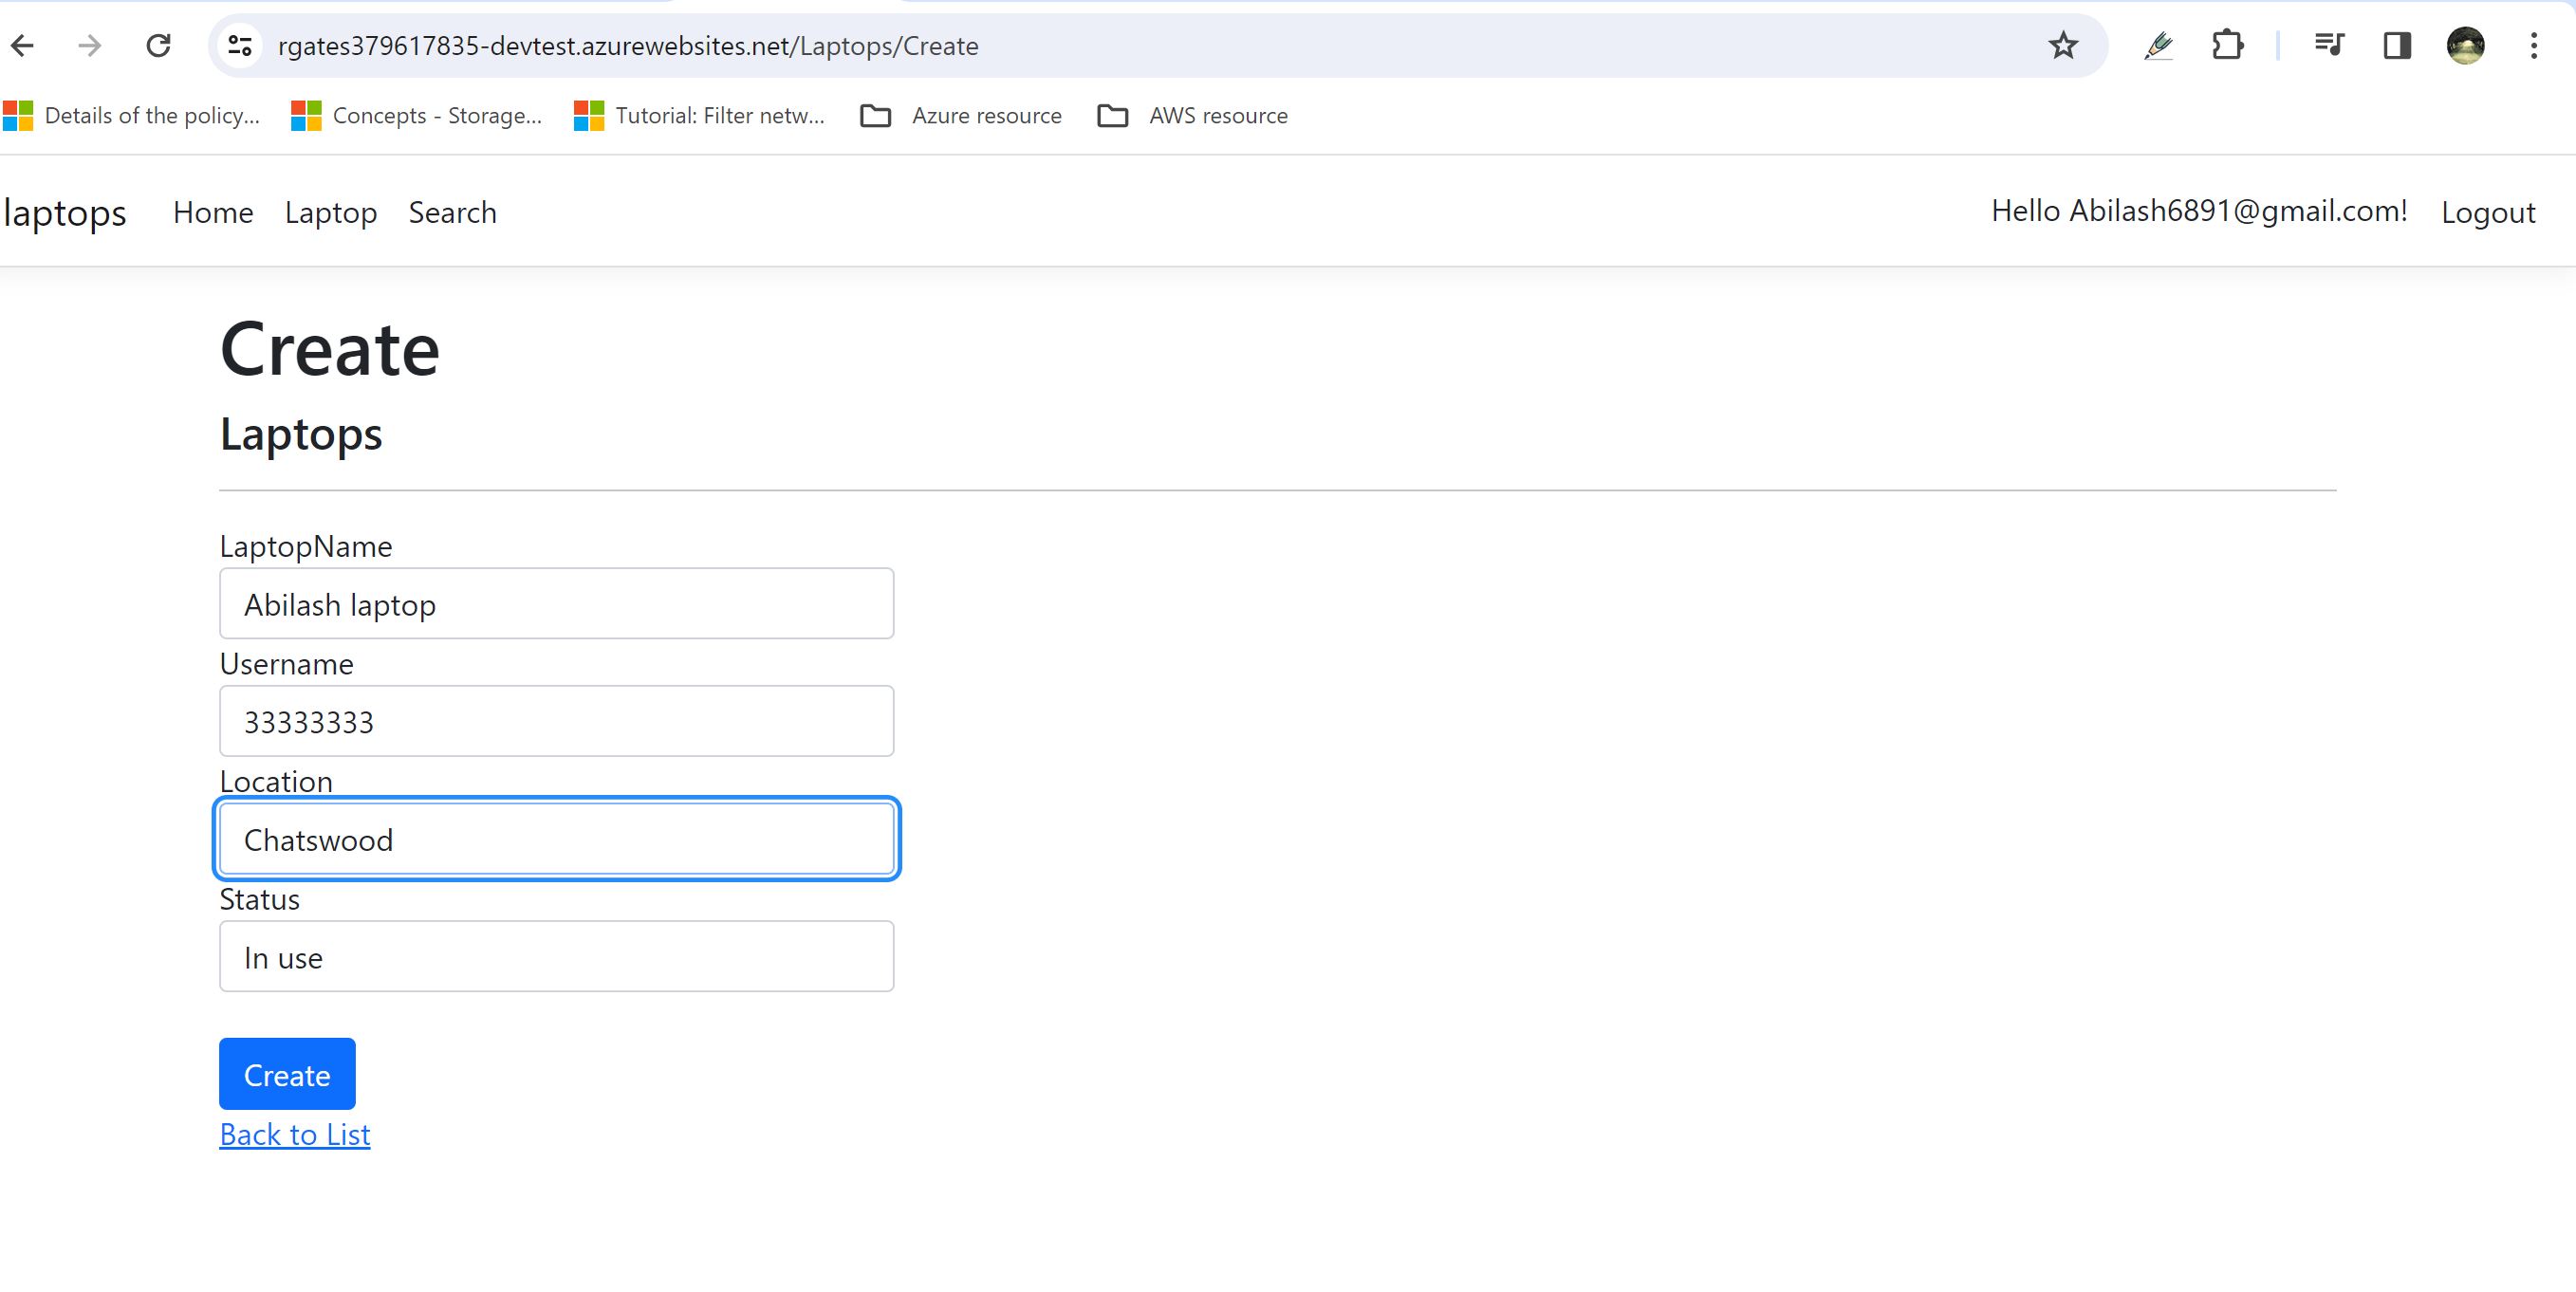 rgates379617835-devtest.azurewebsites.net/Laptops/Create
Details of the policy... Concepts - Storage... Tutorial: Filter netw... Azure resource AWS resource
laptops Home Laptop Search Hello Abilash6891@gmail.com! Logout
Create
Laptops
LaptopName
Abilash laptop
Username
33333333
Location
Chatswood
Status
In use
Create
Back to List